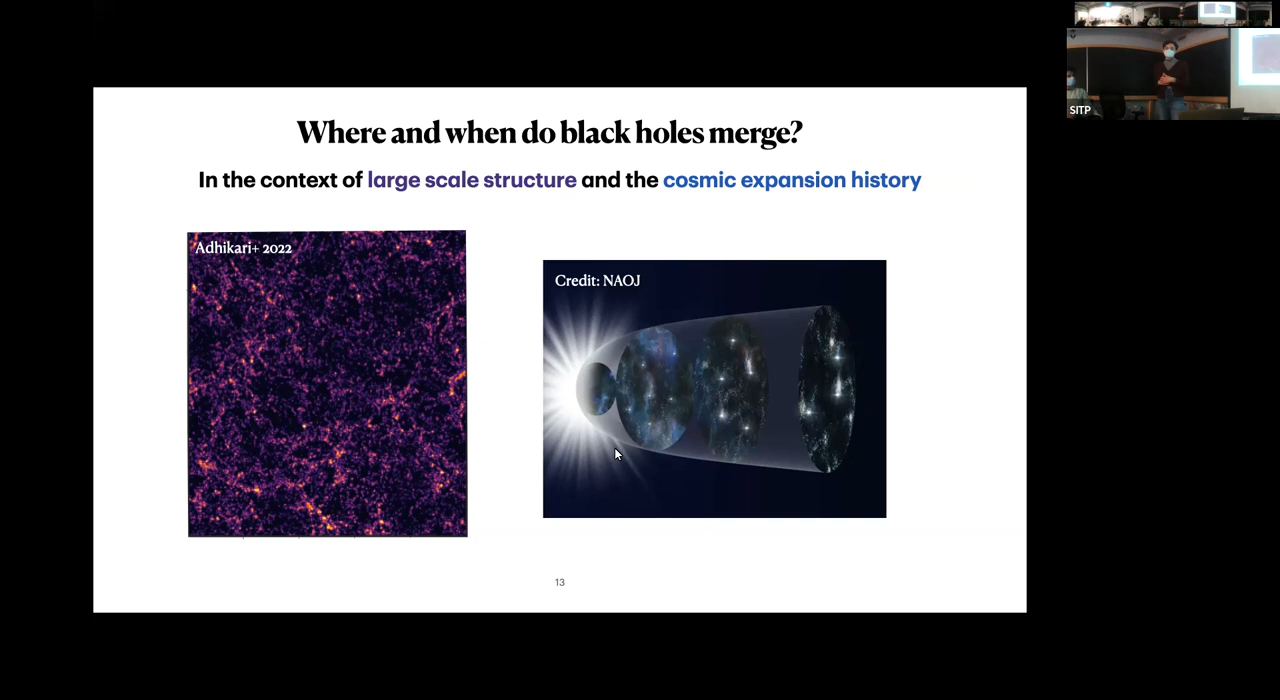 Where and when do black holes merge?
In the context of large scale structure and the cosmic expansion history
Adhikari+ 2022
Credit: NAOJ
13
SITP